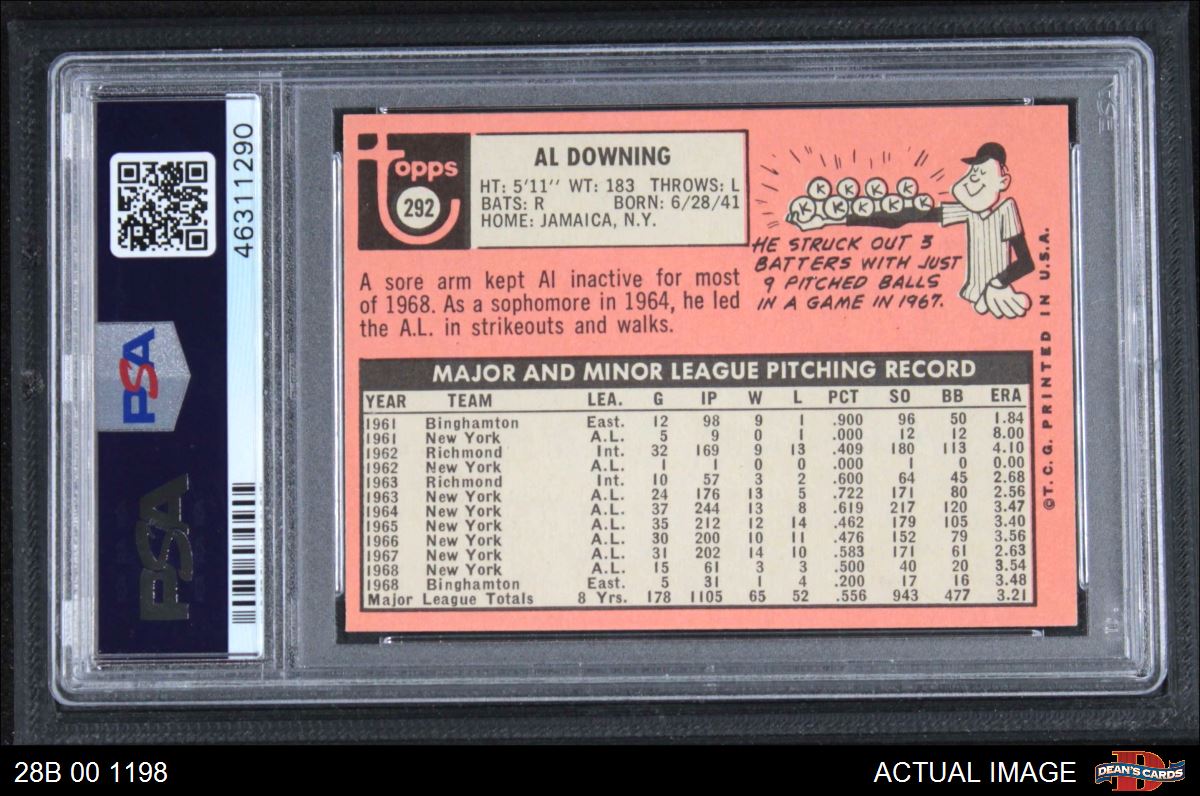 46311290
PSA
PSA
Topps
292
AL DOWNING
HT: 5'11" WT: 183 THROWS: L
BATS: R BORN: 6/28/41
HOME: JAMAICA, N.Y.
K K K K
K K K K K
HE STRUCK OUT 3
BATTERS WITH JUST
9 PITCHED BALLS
IN A GAME IN 1967.
A sore arm kept Al inactive for most
of 1968. As a sophomore in 1964, he led
the A.L. in strikeouts and walks.
MAJOR AND MINOR LEAGUE PITCHING RECORD
YEAR TEAM LEA. G IP W L PCT SO BB ERA
1961 Binghamton East. 12 98 9 1 .900 96 50 1.84
1961 New York A.L. 5 9 0 1 .000 12 12 8.00
1962 Richmond Int. 32 169 9 13 .409 180 113 4.10
1962 New York A.L. 1 1 0 0 .000 1 0 0.00
1963 Richmond Int. 10 57 3 2 .600 64 45 2.68
1963 New York A.L. 24 176 13 5 .722 171 80 2.56
1964 New York A.L. 37 244 13 8 .619 217 120 3.47
1965 New York A.L. 35 212 12 14 .462 179 105 3.40
1966 New York A.L. 30 200 10 11 .476 152 79 3.56
1967 New York A.L. 31 202 14 10 .583 171 61 2.63
1968 New York A.L. 15 61 3 3 .500 40 20 3.54
1968 Binghamton East. 5 31 1 4 .200 17 16 3.48
Major League Totals 8 Yrs. 178 1105 65 52 .556 943 477 3.21
©T.C.G. PRINTED IN U.S.A.
28B 00 1198
ACTUAL IMAGE
DEAN'S CARDS